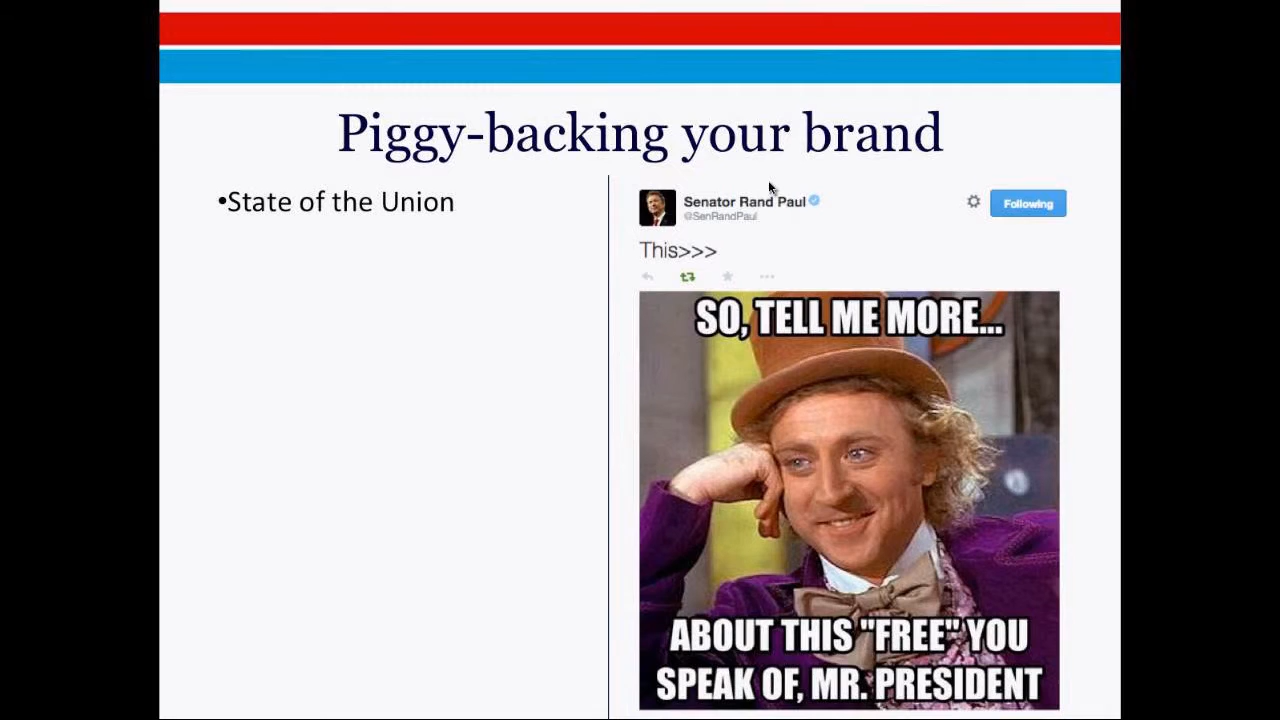 Piggy-backing your brand
•State of the Union
Senator Rand Paul
@SenRandPaul
Following
This>>>
SO, TELL ME MORE...
ABOUT THIS "FREE" YOU
SPEAK OF, MR. PRESIDENT